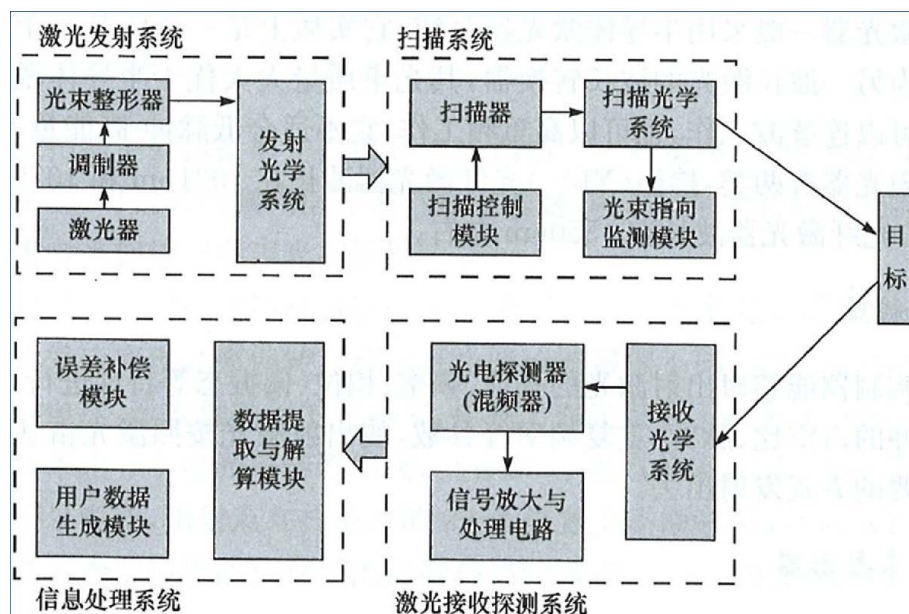 激光发射系统
光束整形器
调制器
激光器
发射
光学
系统
扫描系统
扫描器
扫描控制
模块
扫描光学
系统
光束指向
监测模块
目
标
误差补偿
模块
用户数据
生成模块
数据提
取与解
算模块
信息处理系统
光电探测器
(混频器)
信号放大与
处理电路
接收
光学
系统
激光接收探测系统